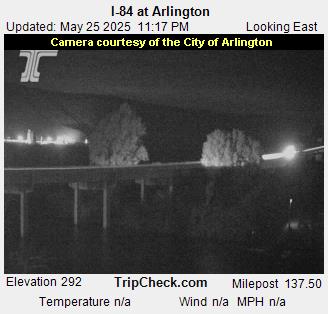 I-84 at Arlington
Updated: May 25 2025 11:17 PM Looking East
Camera courtesy of the City of Arlington
Elevation 292 TripCheck.com Milepost 137.50
Temperature n/a Wind n/a MPH n/a